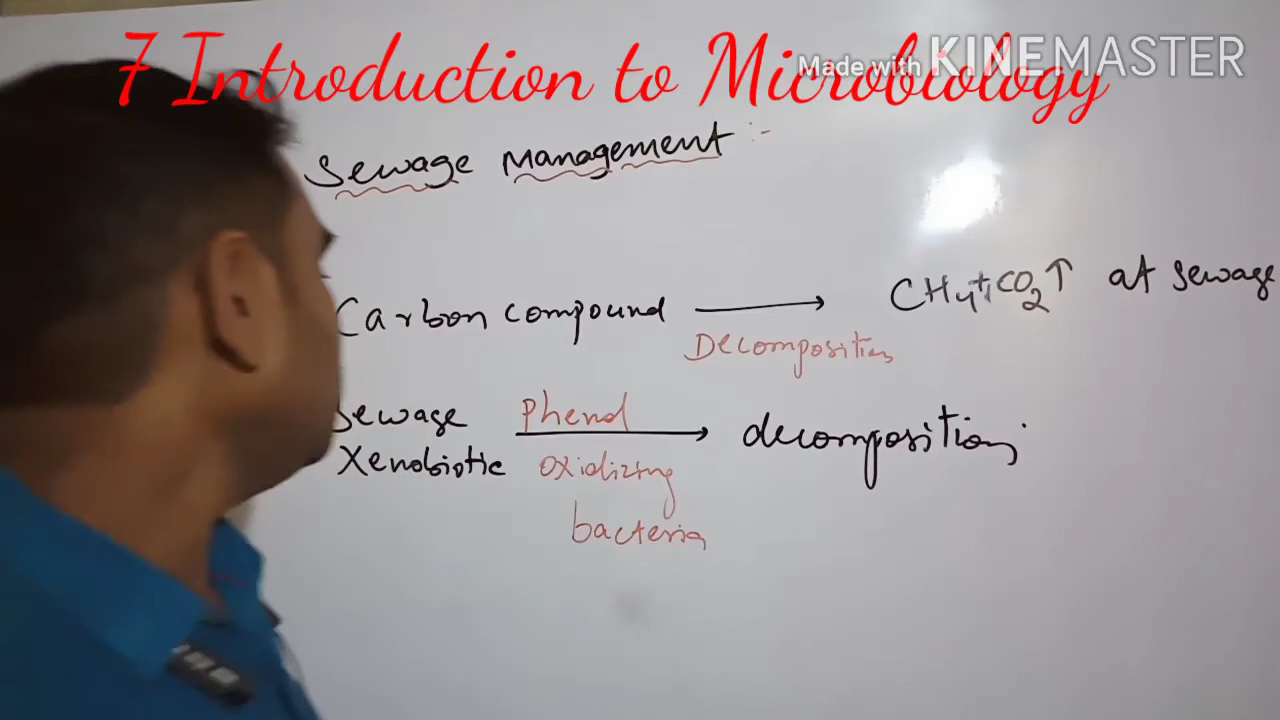 7 Introduction to Microbiology
Made with KINEMASTER
Sewage Management :-
Carbon compound → CH4 + CO2↑ at sewage
Decomposition
Sewage Phenol → decomposition
Xenobiotic oxidizing
bacteria